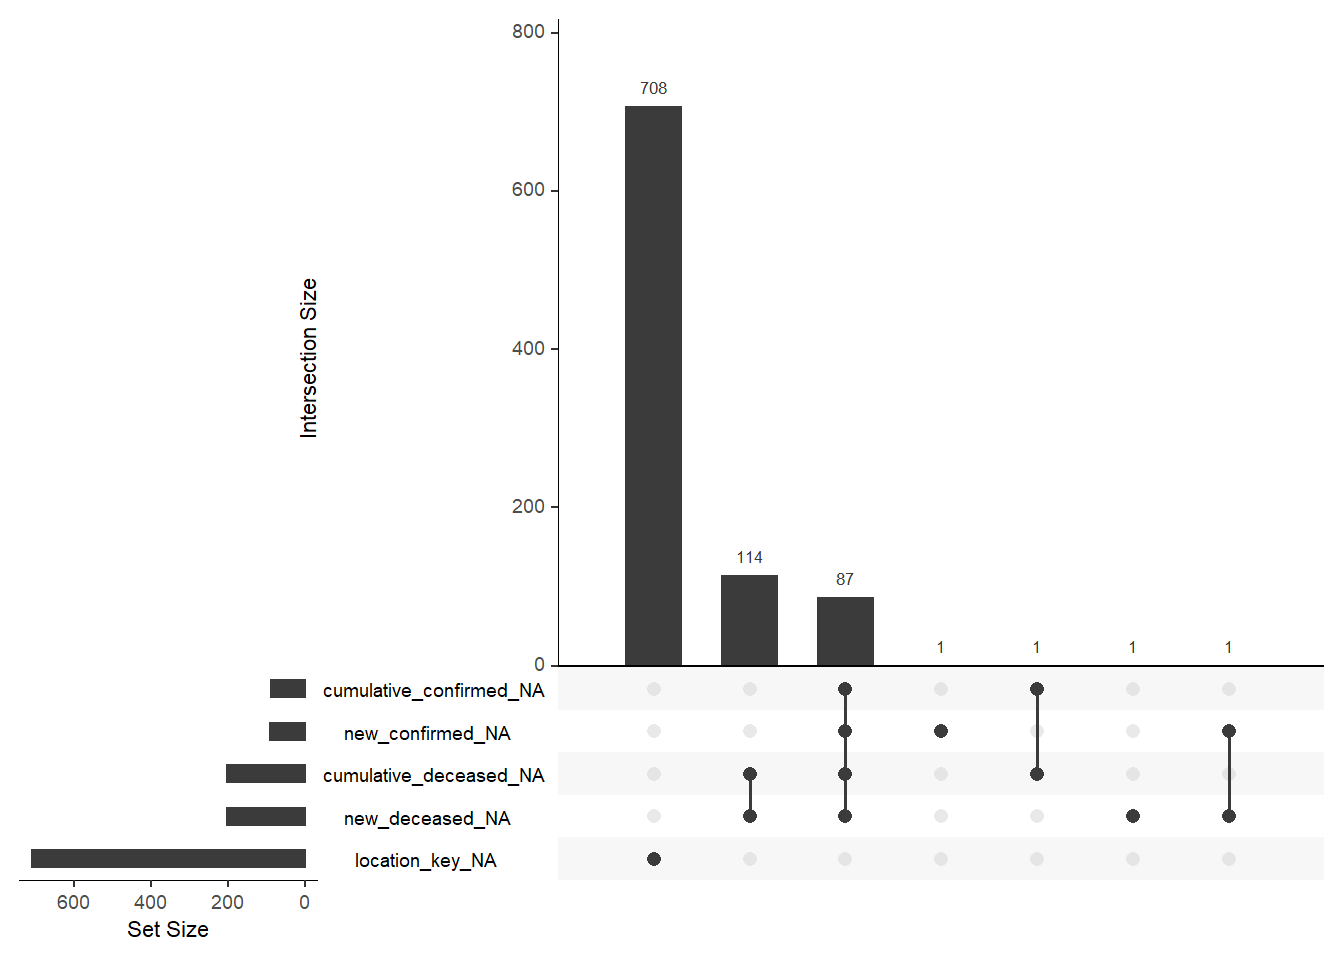 800
708
600
Intersection Size
400
200
114
87
1 1 1 1
0
cumulative_confirmed_NA
new_confirmed_NA
cumulative_deceased_NA
new_deceased_NA
location_key_NA
600 400 200 0
Set Size